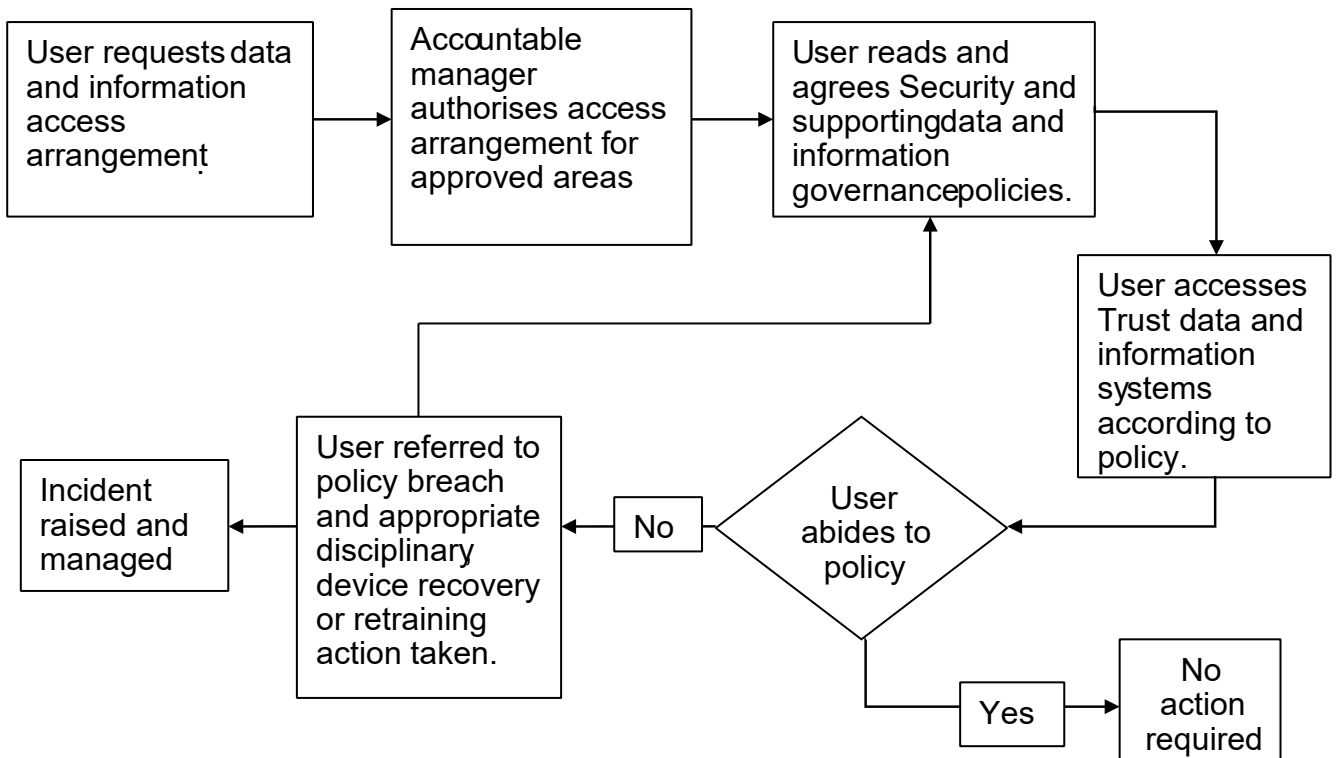 User requests data
and information
access
arrangement.
Accountable
manager
authorises access
arrangement for
approved areas
User reads and
agrees Security and
supportingdata and
information
governancepolicies.
User accesses
Trust data and
information
systems
according to
policy.
User
abides to
policy
No
User referred to
policy breach
and appropriate
disciplinary,
device recovery
or retraining
action taken.
Incident
raised and
managed
Yes
No
action
required